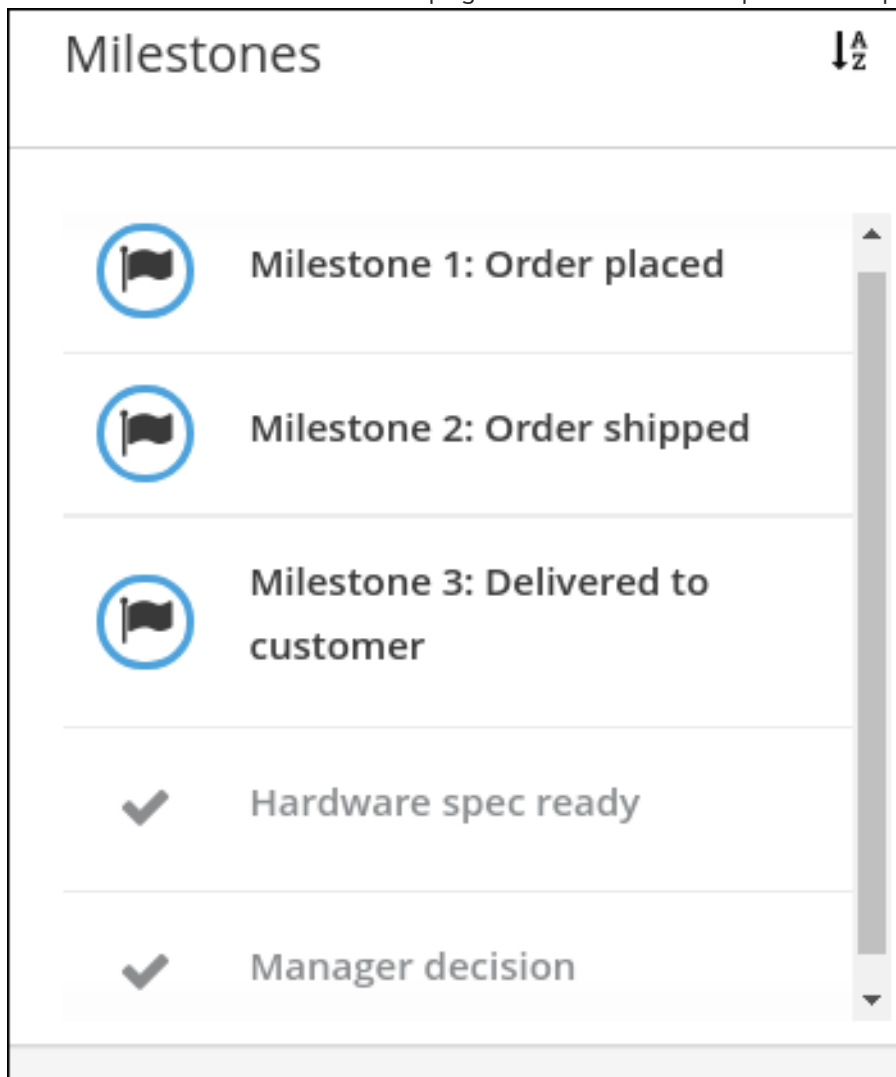 Milestones
A
Z
Milestone 1: Order placed
Milestone 2: Order shipped
Milestone 3: Delivered to
customer
Hardware spec ready
Manager decision